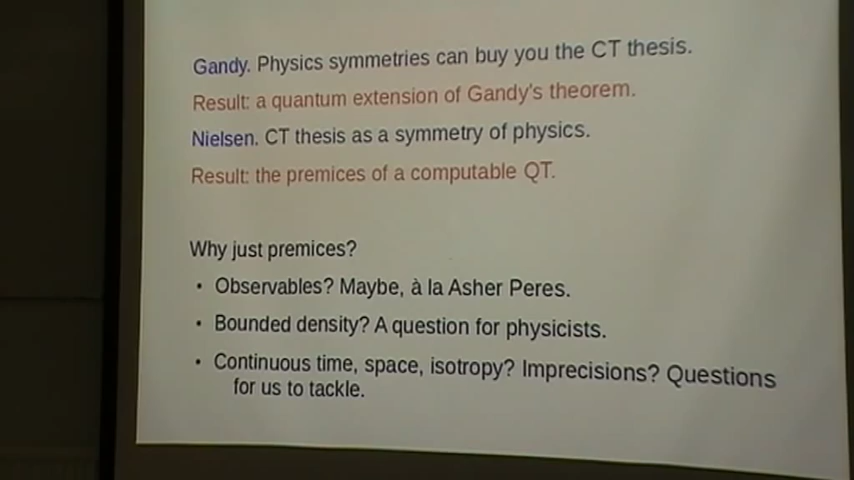 Gandy. Physics symmetries can buy you the CT thesis.
Result: a quantum extension of Gandy's theorem.
Nielsen. CT thesis as a symmetry of physics.
Result: the premices of a computable QT.
Why just premices?
• Observables? Maybe, à la Asher Peres.
• Bounded density? A question for physicists.
• Continuous time, space, isotropy? Imprecisions? Questions
for us to tackle.